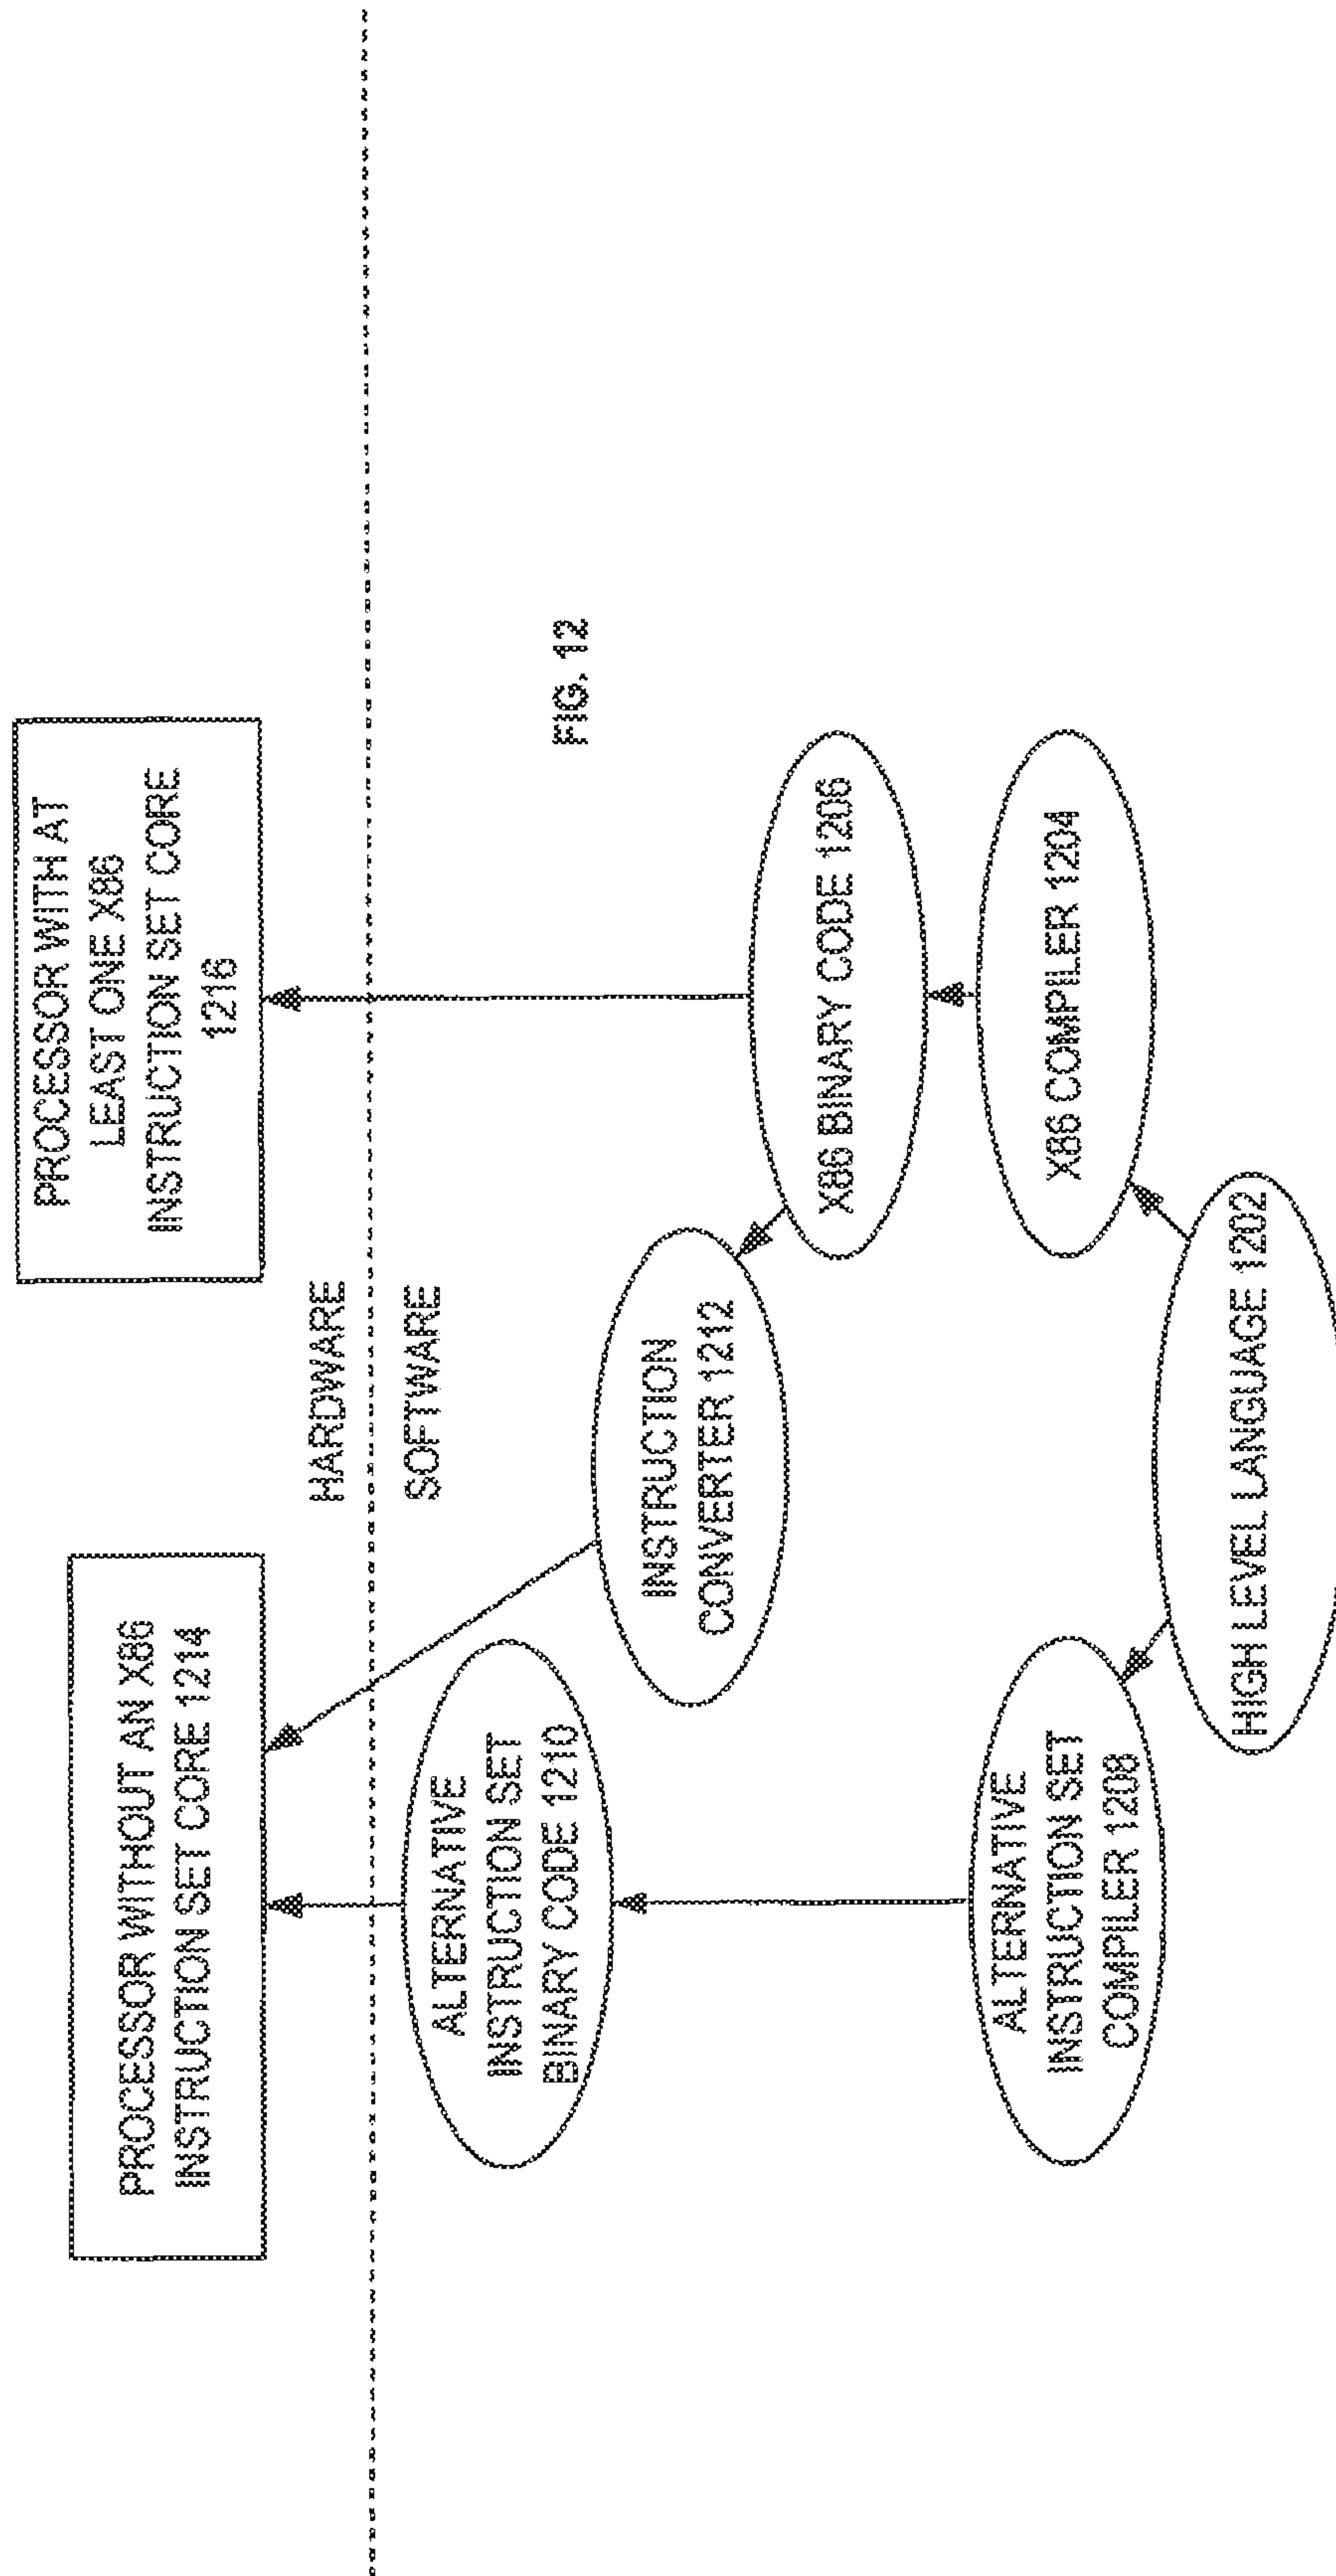 PROCESSOR WITHOUT AN X86
INSTRUCTION SET CORE 1214
PROCESSOR WITH AT
LEAST ONE X86
INSTRUCTION SET CORE
1216
HARDWARE
SOFTWARE
ALTERNATIVE
INSTRUCTION SET
BINARY CODE 1210
INSTRUCTION
CONVERTER 1212
FIG. 12
X86 BINARY CODE 1206
ALTERNATIVE
INSTRUCTION SET
COMPILER 1208
X86 COMPILER 1204
HIGH LEVEL LANGUAGE 1202